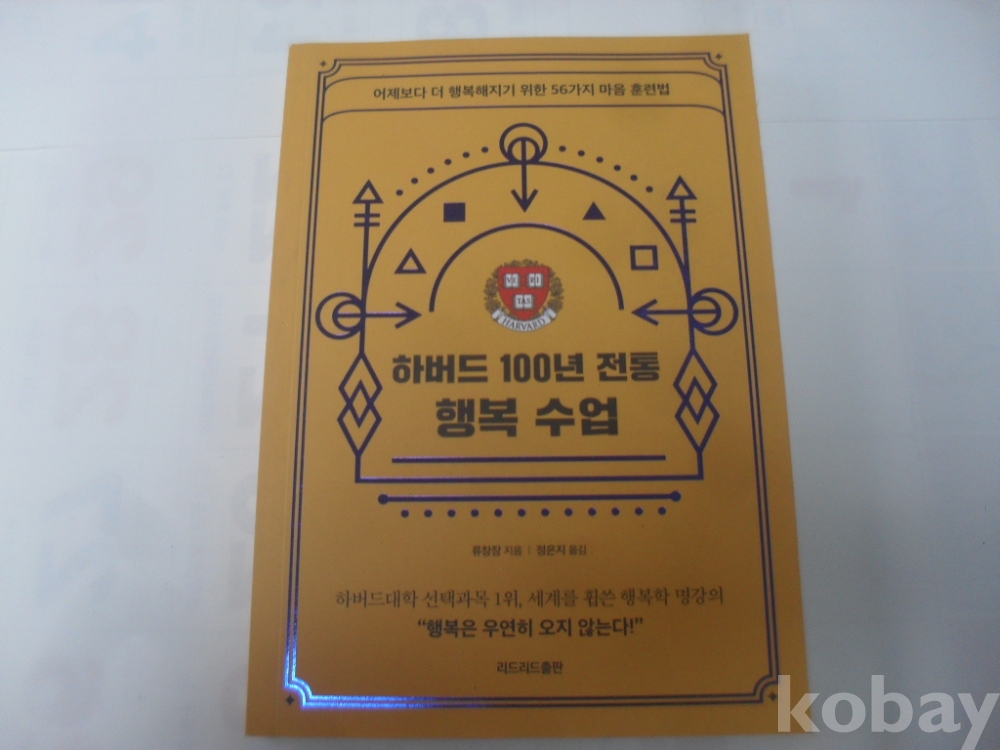 어제보다 더 행복해지기 위한 56가지 마음 훈련법
VE RI
TAS
HARVARD
하버드 100년 전통
행복 수업
류창장 지음 | 정은지 옮김
하버드대학 선택과목 1위, 세계를 휩쓴 행복학 명강의
“행복은 우연히 오지 않는다!”
리드리드출판
kobay